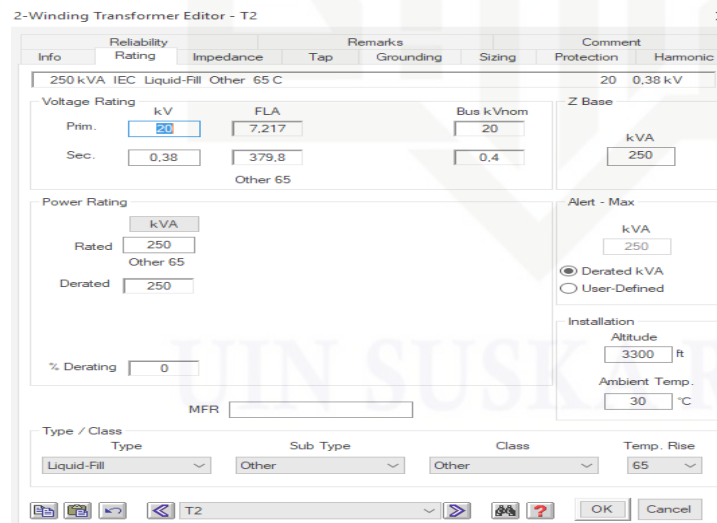 2-Winding Transformer Editor - T2
Reliability Remarks Comment
Info Rating Impedance Tap Grounding Sizing Protection Harmonic
250 kVA IEC Liquid-Fill Other 65 C 20 0,38 kV
Voltage Rating Z Base
kV FLA Bus kVnom
Prim. 20 7,217 20
kVA
Sec. 0,38 379,8 0,4 250
Other 65
Power Rating Alert - Max
kVA kVA
Rated 250 250
Other 65
Derated kVA
Derated 250
User-Defined
Installation
Altitude
3300 ft
% Derating 0
Ambient Temp.
30 °C
MFR
Type / Class
Type Sub Type Class Temp. Rise
Liquid-Fill Other Other 65
T2 ? OK Cancel
UIN SUSKA R